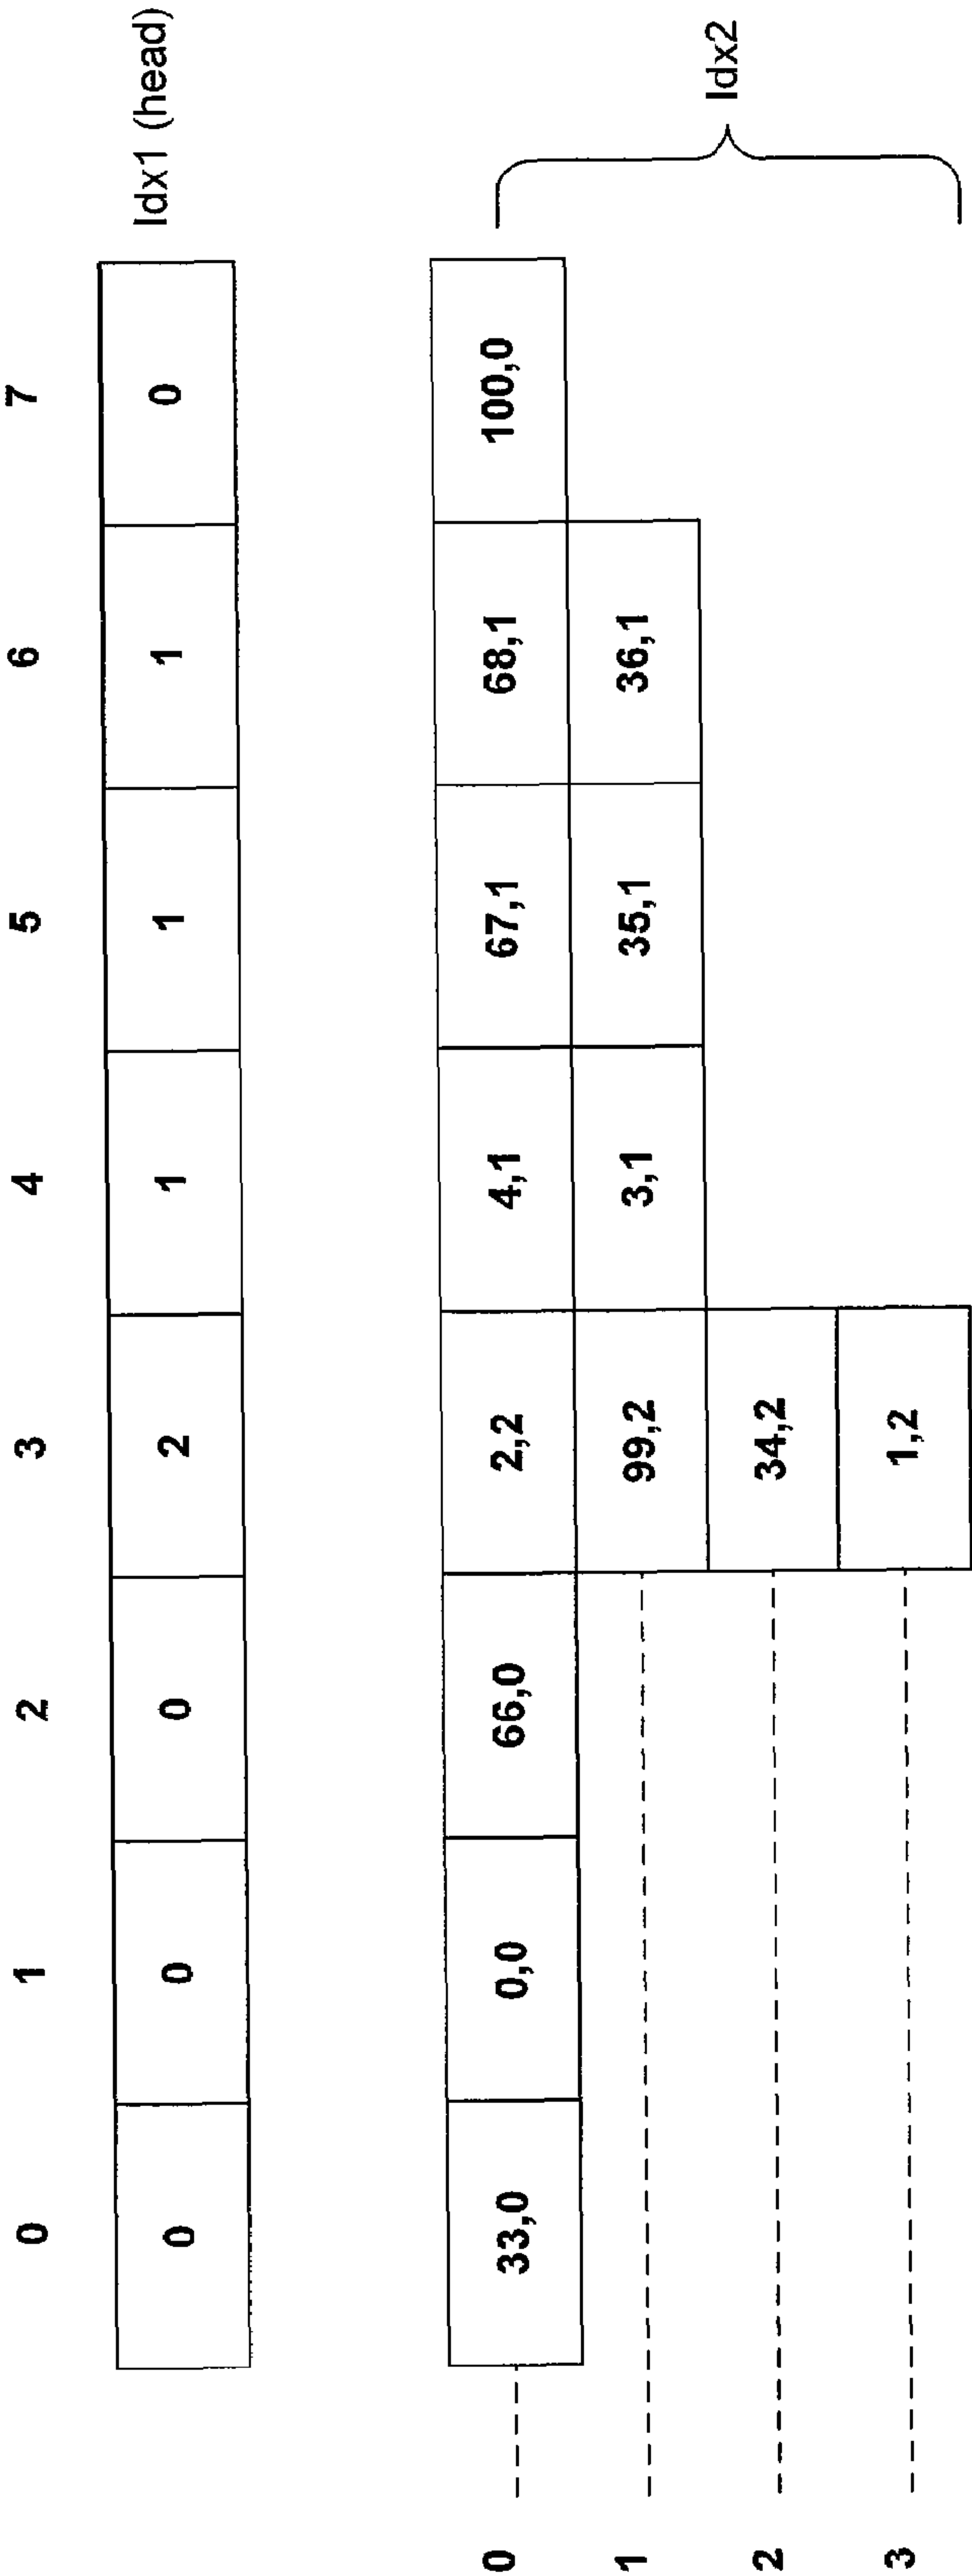 0 1 2 3 4 5 6 7
0 0 0 2 1 1 1 0 Idx1 (head)
0 33,0 0,0 66,0 2,2 4,1 67,1 68,1 100,0
1 99,2 3,1 35,1 36,1
2 34,2
3 1,2
Idx2